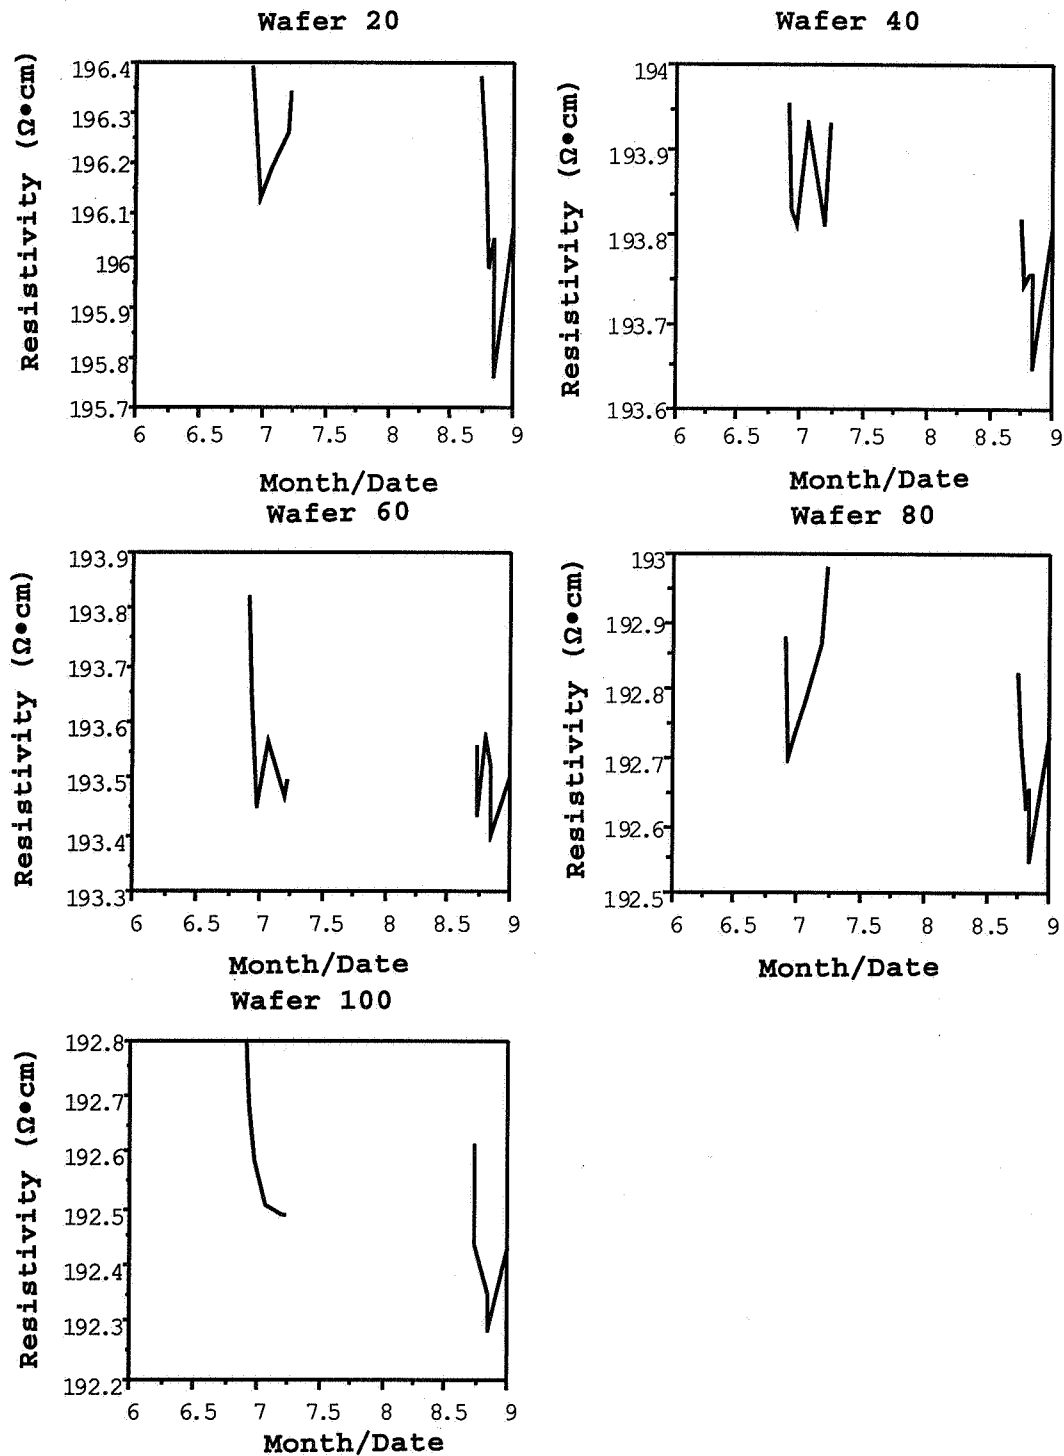 Wafer 20
Resistivity (Ω•cm)
196.4
196.3
196.2
196.1
196
195.9
195.8
195.7
6 6.5 7 7.5 8 8.5 9
Month/Date
Wafer 40
Resistivity (Ω•cm)
194
193.9
193.8
193.7
193.6
6 6.5 7 7.5 8 8.5 9
Month/Date
Wafer 60
Resistivity (Ω•cm)
193.9
193.8
193.7
193.6
193.5
193.4
193.3
6 6.5 7 7.5 8 8.5 9
Month/Date
Wafer 80
Resistivity (Ω•cm)
193
192.9
192.8
192.7
192.6
192.5
6 6.5 7 7.5 8 8.5 9
Month/Date
Wafer 100
Resistivity (Ω•cm)
192.8
192.7
192.6
192.5
192.4
192.3
192.2
6 6.5 7 7.5 8 8.5 9
Month/Date